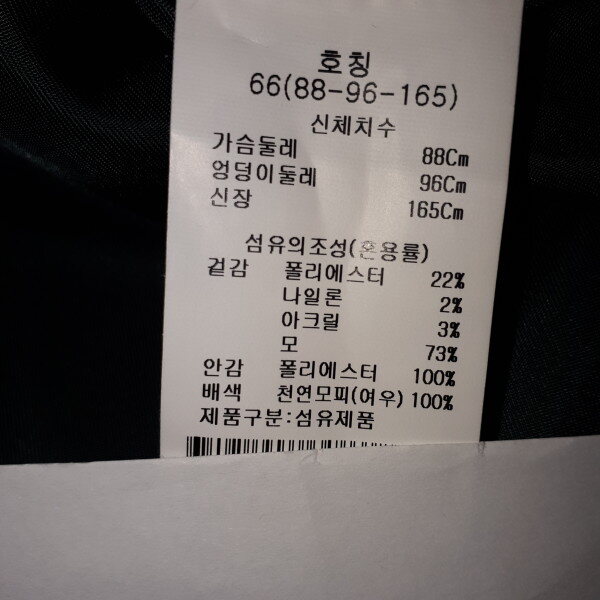 호칭
66(88-96-165)
신체치수
가슴둘레 88Cm
엉덩이둘레 96Cm
신장 165Cm
섬유의조성(혼용률)
겉감 폴리에스터 22%
나일론 2%
아크릴 3%
모 73%
안감 폴리에스터 100%
배색 천연모피(여우) 100%
제품구분:섬유제품